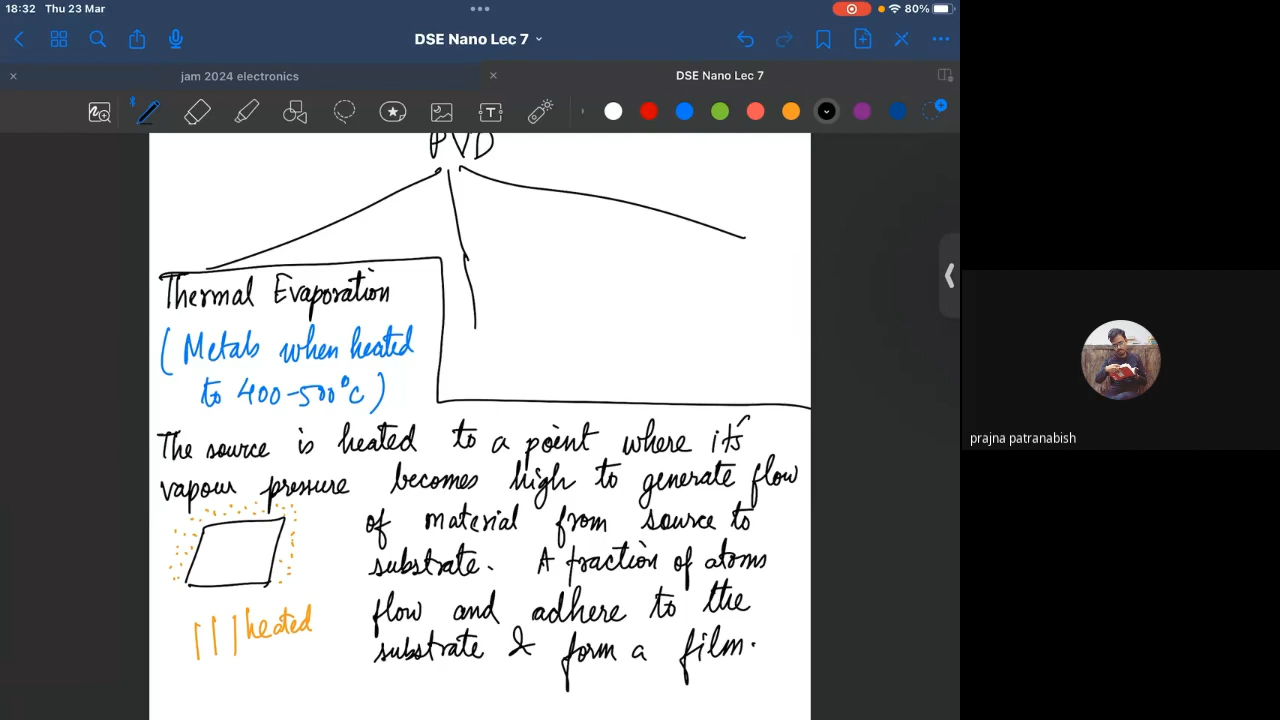 18:32 Thu 23 Mar
80%
DSE Nano Lec 7
jam 2024 electronics
DSE Nano Lec 7
PVD
Thermal Evaporation
(Metals when heated
to 400-500°C)
The source is heated to a point where it's
vapour pressure becomes high to generate flow
of material from source to
substrate. A fraction of atoms
flow and adhere to the
substrate & form a film.
heated
prajna patranabish